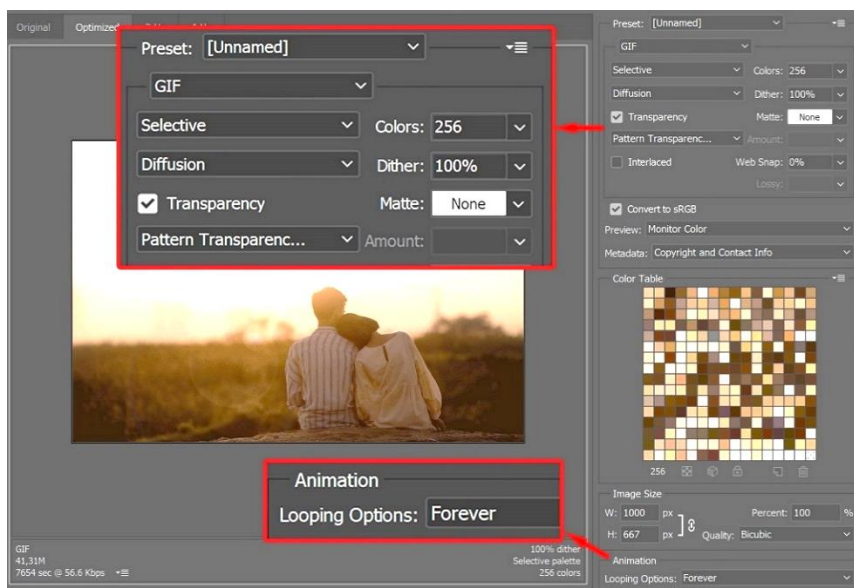 Original Optimized
Preset: [Unnamed]
GIF
Selective Colors: 256
Diffusion Dither: 100%
Transparency Matte: None
Pattern Transparenc... Amount:
Animation
Looping Options: Forever
GIF
41,31M
7654 sec @ 56.6 Kbps
100% dither
Selective palette
256 colors
Preset: [Unnamed]
GIF
Selective Colors: 256
Diffusion Dither: 100%
Transparency Matte: None
Pattern Transparenc... Amount:
Interlaced Web Snap: 0%
Lossy:
Convert to sRGB
Preview: Monitor Color
Metadata: Copyright and Contact Info
Color Table
256
Image Size
W: 1000 px Percent: 100 %
H: 667 px Quality: Bicubic
Animation
Looping Options: Forever